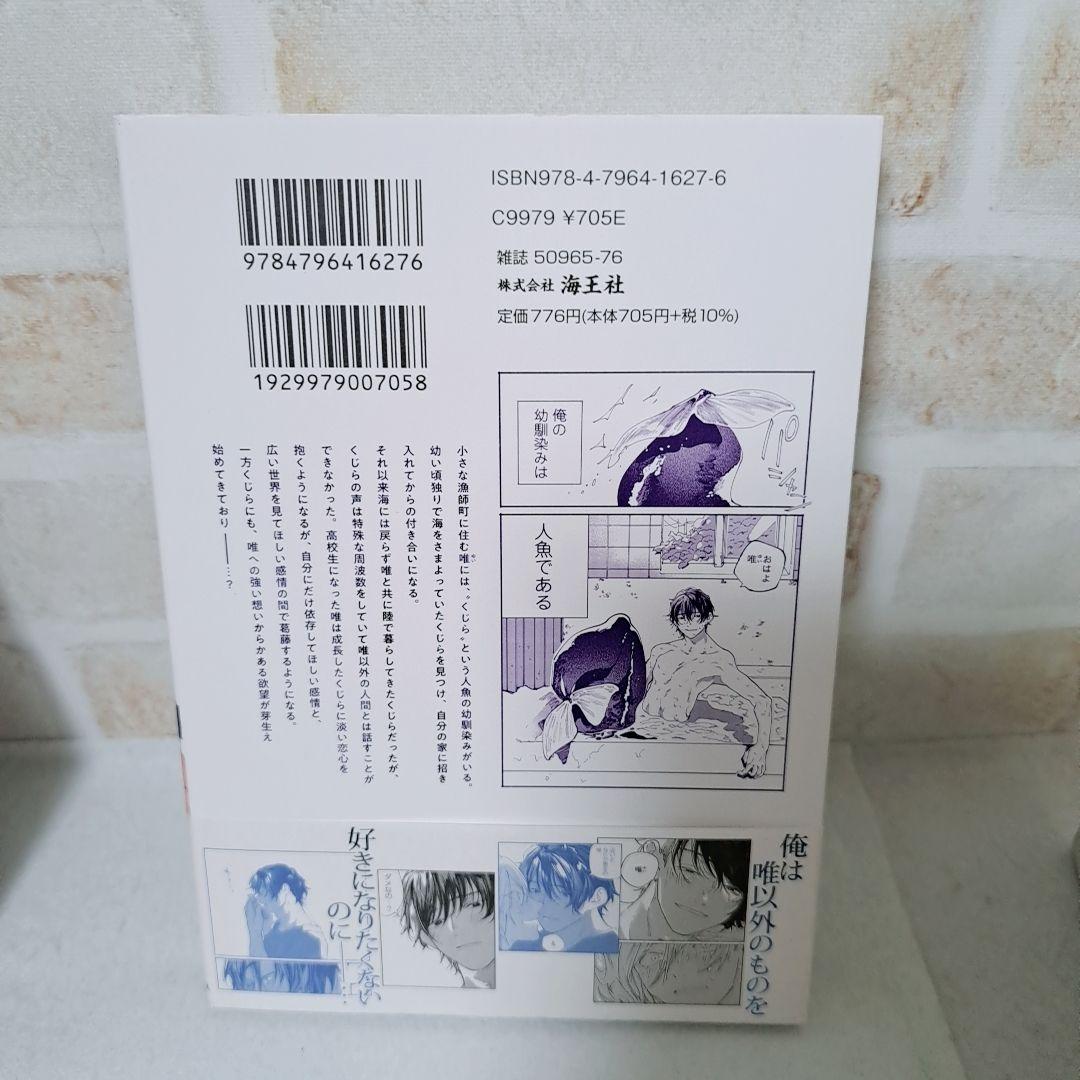 ISBN978-4-7964-1627-6
C9979 ¥705E
雑誌 50965-76
株式会社 海王社
定価776円(本体705円+税10%)
9784796416276
1929979007058
俺の
幼馴染みは
人魚である
おはよ
唯
ゆい
小さな漁師町に住む唯には、〝くじら〟という人魚の幼馴染みがいる。
幼い頃独りで海をさまよっていたくじらを見つけ、自分の家に招き
入れてからの付き合いになる。
それ以来海には戻らず唯と共に陸で暮らしてきたくじらだったが、
くじらの声は特殊な周波数をしていて唯以外の人間とは話すことが
できなかった。高校生になった唯は成長したくじらに淡い恋心を
抱くようになるが、自分にだけ依存してほしい感情と、
広い世界を見てほしい感情の間で葛藤するようになる。
一方くじらにも、唯への強い想いからかある欲望が芽生え
始めてきており――…?
俺は
唯以外のものを
好きになりたくない
のに
唯?
ダメなの…?